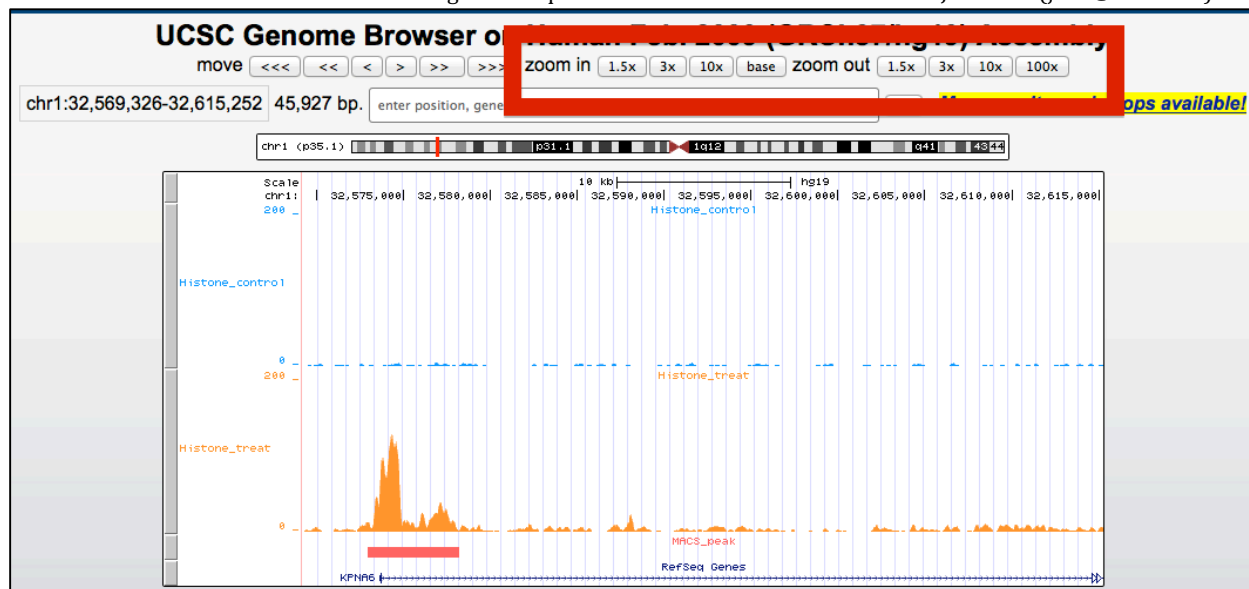 UCSC Genome Browser on
move <<< << < > >> >>> zoom in 1.5x 3x 10x base zoom out 1.5x 3x 10x 100x
chr1:32,569,326-32,615,252 45,927 bp. enter position, gene ops available!
chr1 (p35.1) p31.1 1q12 q41 43 44
Scale 10 kb hg19
chr1: 32,575,000 32,580,000 32,585,000 32,590,000 32,595,000 32,600,000 32,605,000 32,610,000 32,615,000
200 _ Histone_control
Histone_control
0 _
200 _ Histone_treat
Histone_treat
0 _
MACS_peak
RefSeq Genes
KPNA6